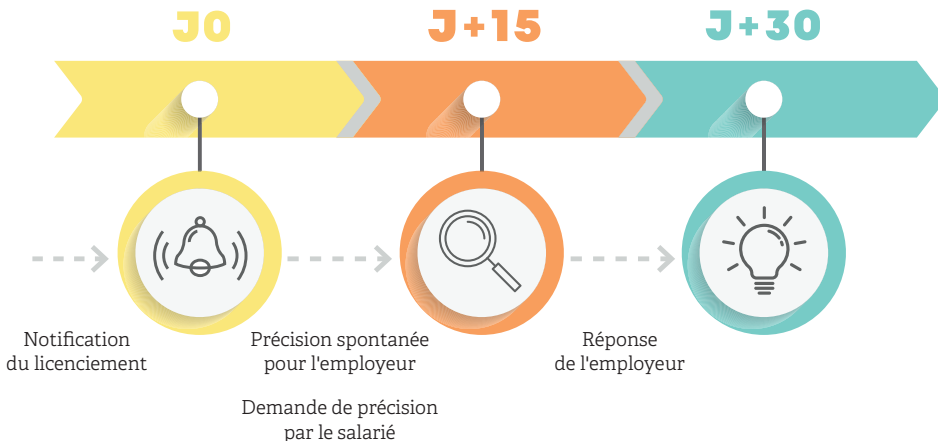 J0
J+15
J+30
Notification
du licenciement
Précision spontanée
pour l'employeur
Demande de précision
par le salarié
Réponse
de l'employeur